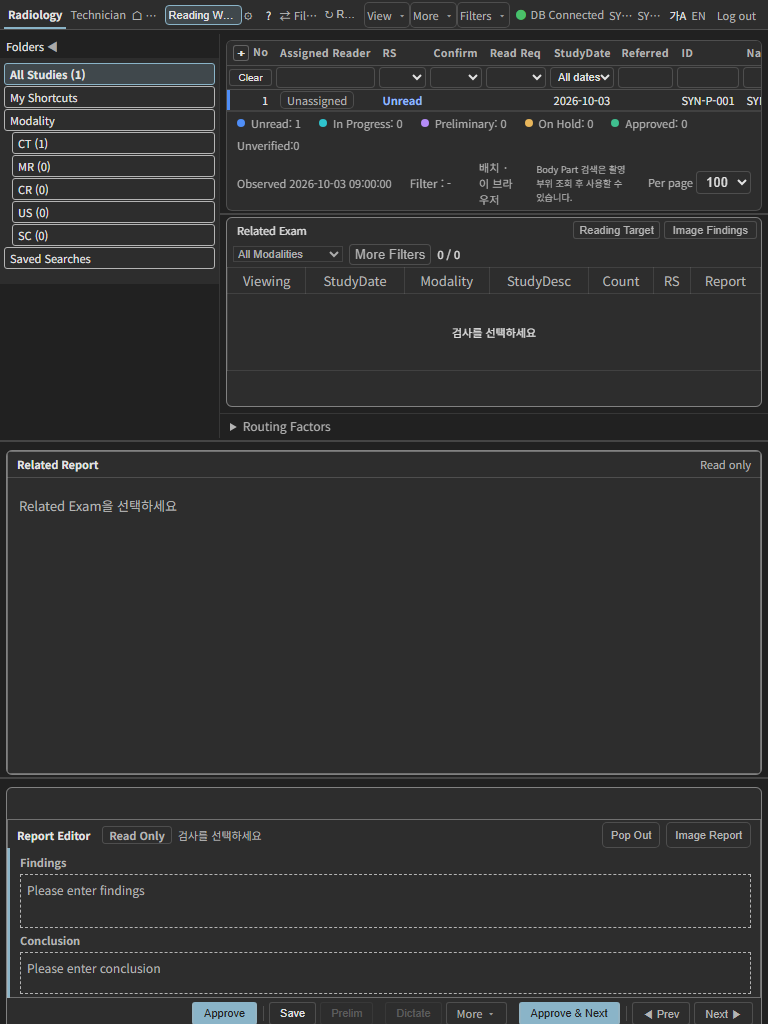 Radiology Technician ⌂ ··· Reading W... ⚙ ? ⇄ Fil··· ↻ R... View More Filters DB Connected SY··· SY··· 가A EN Log out
Folders ◀
All Studies (1)
My Shortcuts
Modality
CT (1)
MR (0)
CR (0)
US (0)
SC (0)
Saved Searches
+ No Assigned Reader RS Confirm Read Req StudyDate Referred ID Na
Clear All dates
1 Unassigned Unread 2026-10-03 SYN-P-001 SYI
Unread: 1 In Progress: 0 Preliminary: 0 On Hold: 0 Approved: 0
Unverified:0
Observed 2026-10-03 09:00:00 Filter : -
배치 ·
이 브라
우저
Body Part 검색은 촬영
부위 조회 후 사용할 수
있습니다.
Per page 100
Related Exam Reading Target Image Findings
All Modalities More Filters 0 / 0
Viewing StudyDate Modality StudyDesc Count RS Report
검사를 선택하세요
▶ Routing Factors
Related Report Read only
Related Exam을 선택하세요
Report Editor Read Only 검사를 선택하세요 Pop Out Image Report
Findings
Please enter findings
Conclusion
Please enter conclusion
Approve Save Prelim Dictate More Approve & Next ◀ Prev Next ▶